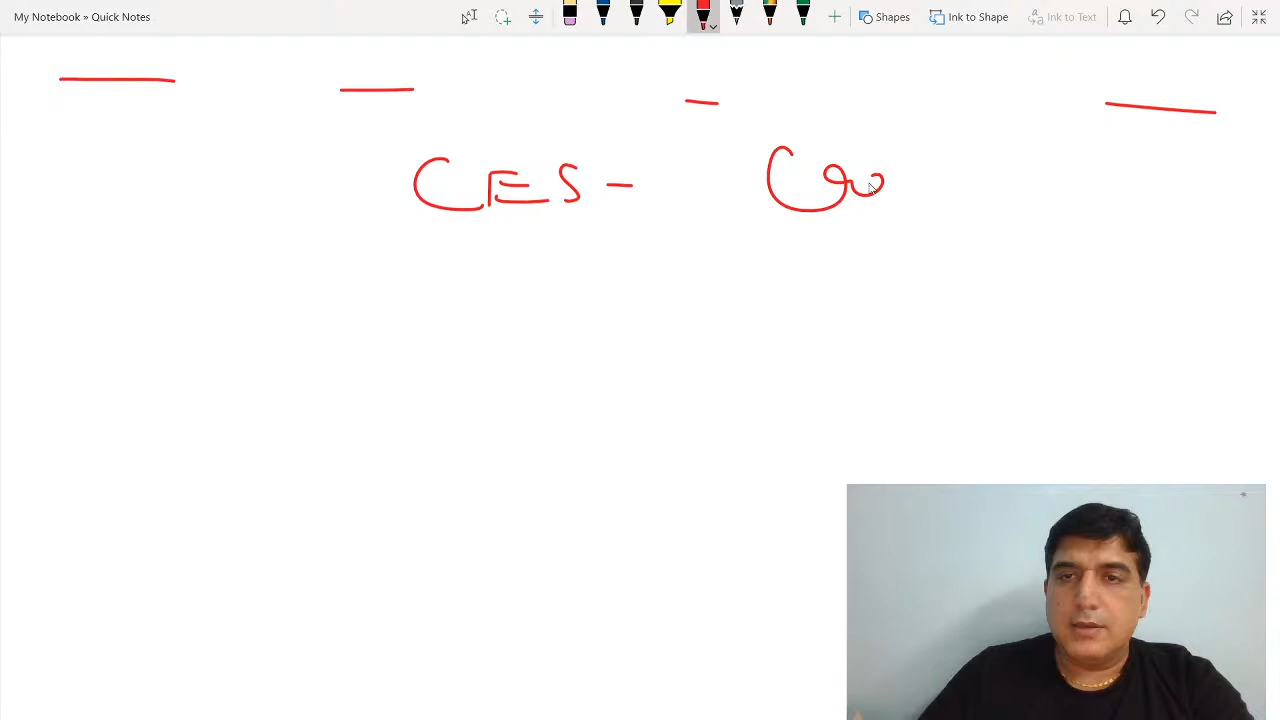 My Notebook » Quick Notes
Shapes
Ink to Shape
Ink to Text
CES -